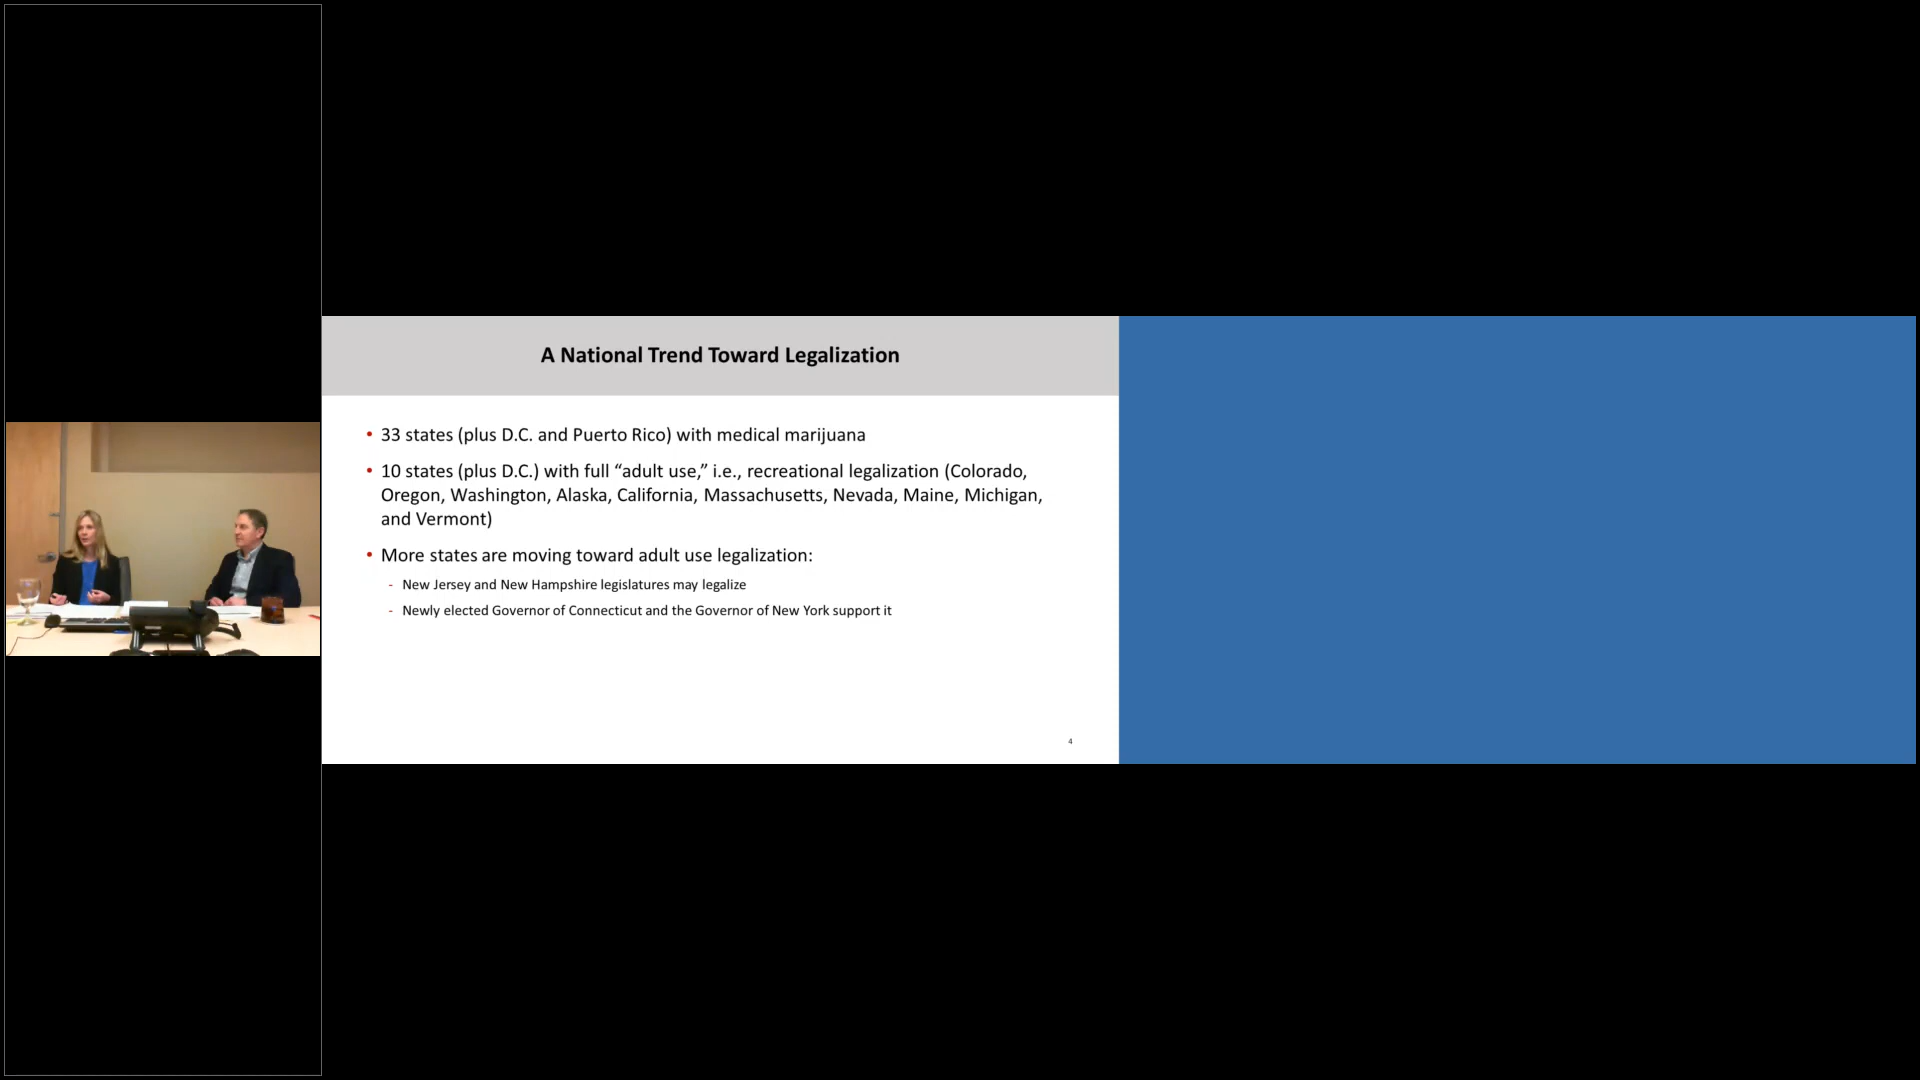 A National Trend Toward Legalization
• 33 states (plus D.C. and Puerto Rico) with medical marijuana
• 10 states (plus D.C.) with full “adult use,” i.e., recreational legalization (Colorado,
Oregon, Washington, Alaska, California, Massachusetts, Nevada, Maine, Michigan,
and Vermont)
• More states are moving toward adult use legalization:
- New Jersey and New Hampshire legislatures may legalize
- Newly elected Governor of Connecticut and the Governor of New York support it
4